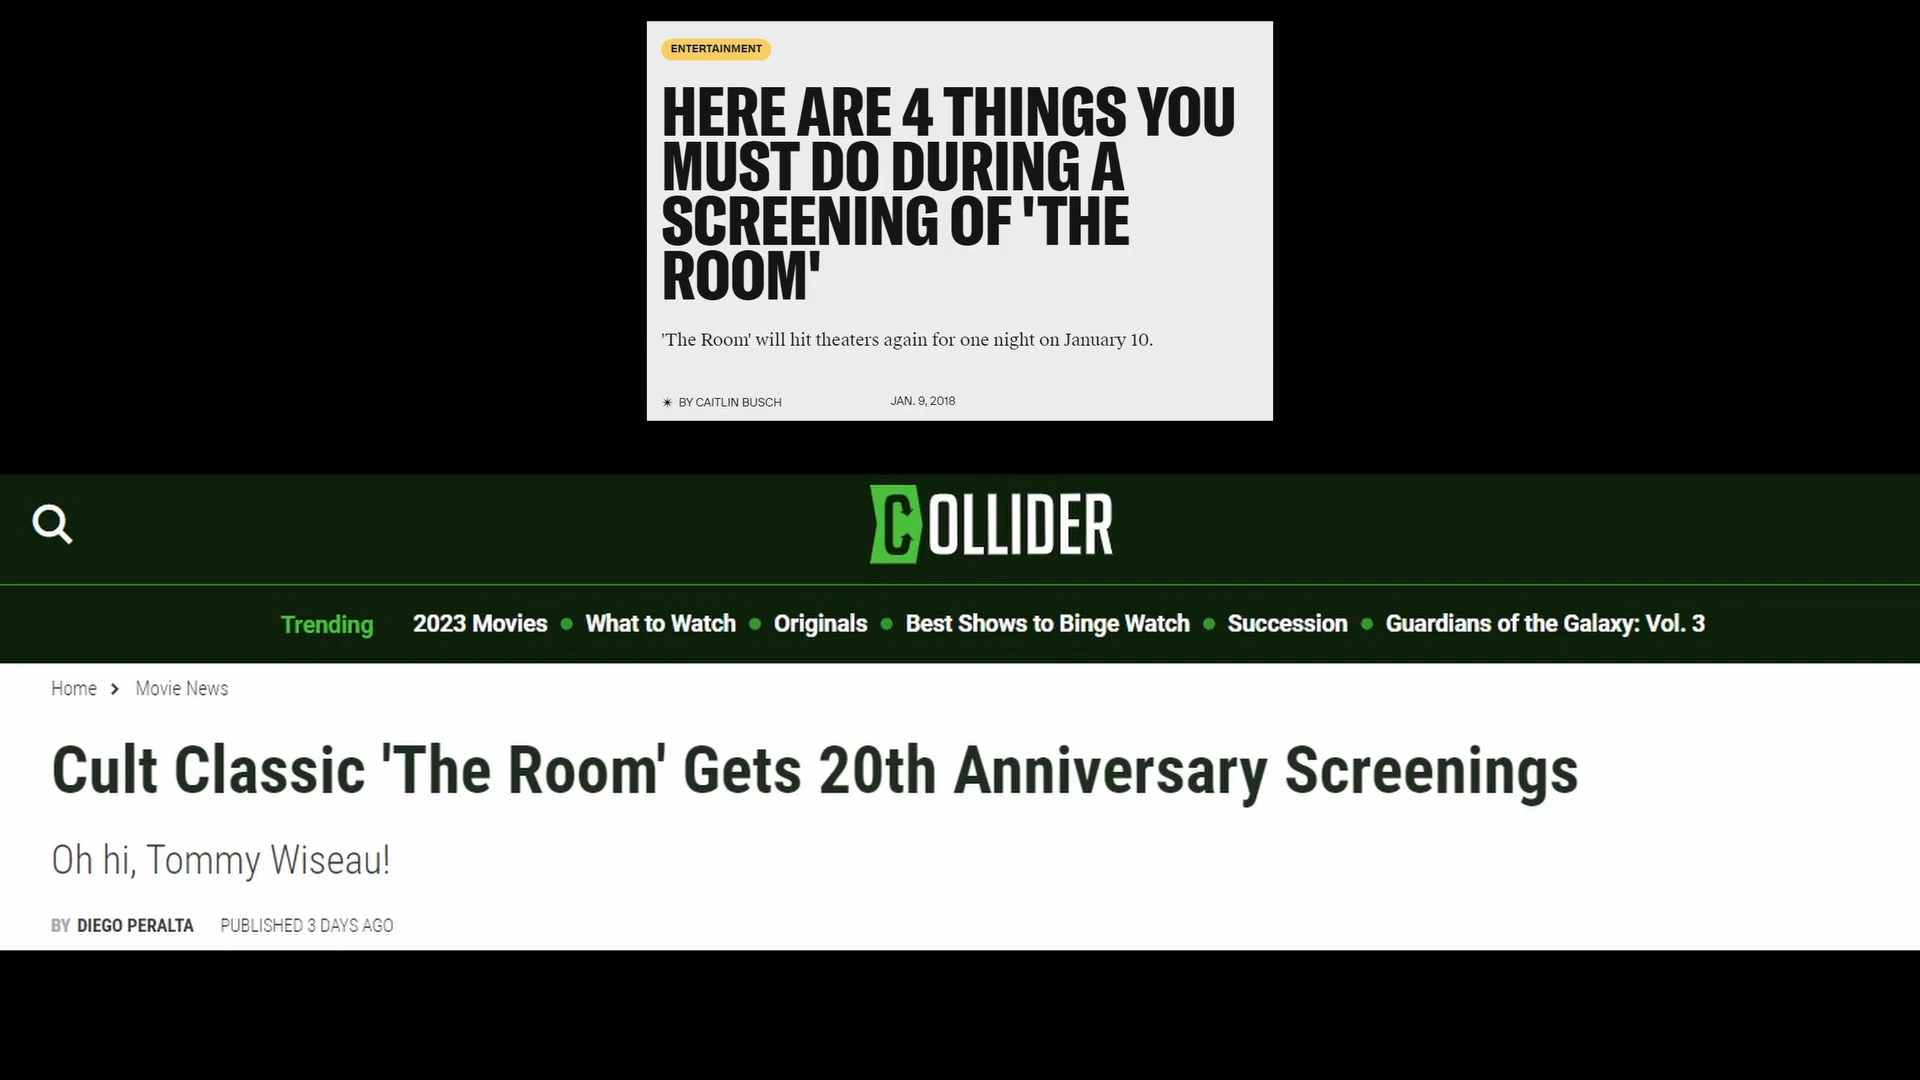 ENTERTAINMENT
HERE ARE 4 THINGS YOU
MUST DO DURING A
SCREENING OF 'THE
ROOM'
'The Room' will hit theaters again for one night on January 10.
BY CAITLIN BUSCH JAN. 9, 2018
COLLIDER
Trending 2023 Movies What to Watch Originals Best Shows to Binge Watch Succession Guardians of the Galaxy: Vol. 3
Home > Movie News
Cult Classic 'The Room' Gets 20th Anniversary Screenings
Oh hi, Tommy Wiseau!
BY DIEGO PERALTA PUBLISHED 3 DAYS AGO